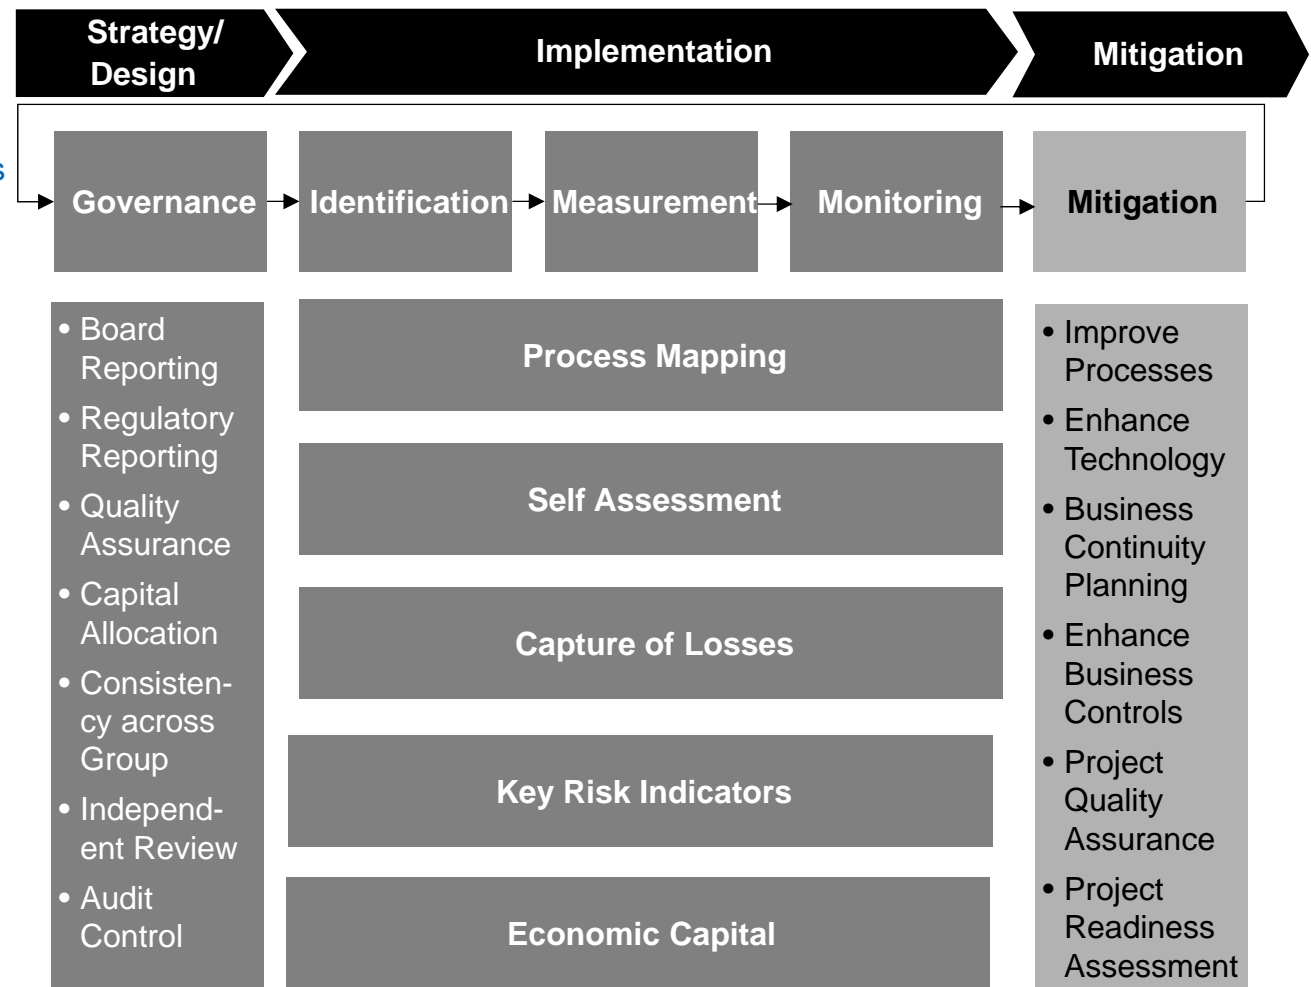 Strategy/
Design
Implementation
Mitigation
s
Governance
Identification
Measurement
Monitoring
Mitigation
• Board
Reporting
• Regulatory
Reporting
• Quality
Assurance
• Capital
Allocation
• Consisten-
cy across
Group
• Independ-
ent Review
• Audit
Control
Process Mapping
Self Assessment
Capture of Losses
Key Risk Indicators
Economic Capital
• Improve
Processes
• Enhance
Technology
• Business
Continuity
Planning
• Enhance
Business
Controls
• Project
Quality
Assurance
• Project
Readiness
Assessment